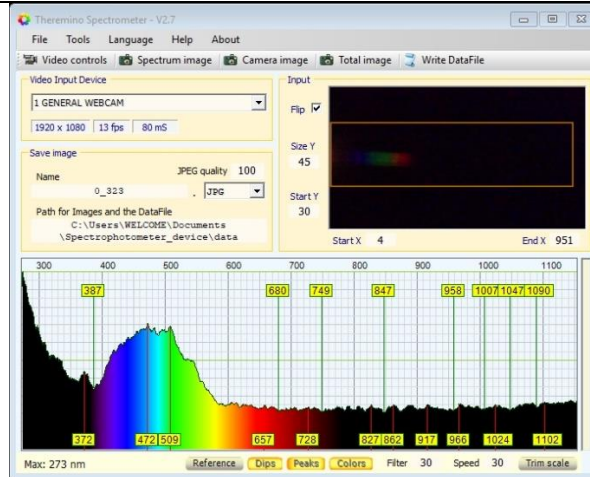 Theremino Spectrometer - V2.7
File Tools Language Help About
Video controls Spectrum image Camera image Total image Write DataFile
Video Input Device
1 GENERAL WEBCAM
1920 x 1080 13 fps 80 mS
Save image
Name JPEG quality 100
0_323 . JPG
Path for Images and the DataFile
C:\Users\WELCOME\Documents
\Spectrophotometer_device\data
Input
Flip
Size Y
45
Start Y
30
Start X 4 End X 951
300 400 500 600 700 800 900 1000 1100
387 680 749 847 958 1007 1047 1090
372 472 509 657 728 827 862 917 966 1024 1102
Max: 273 nm Reference Dips Peaks Colors Filter 30 Speed 30 Trim scale